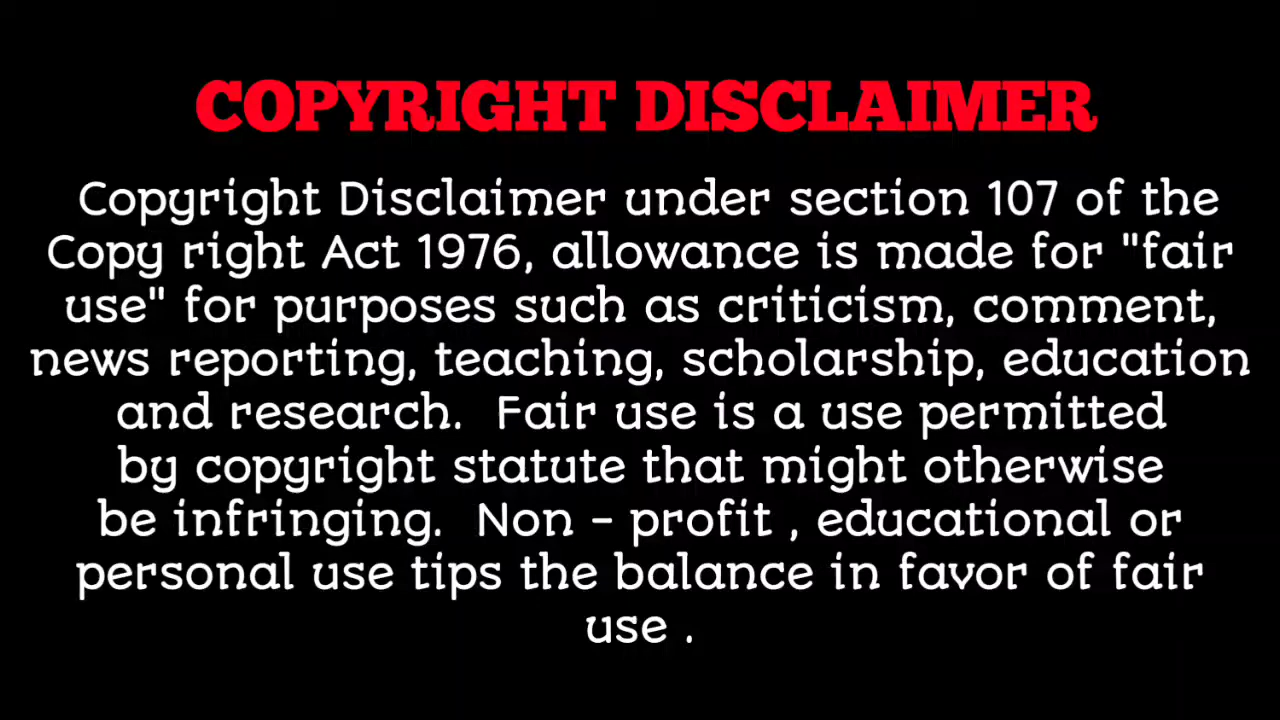 COPYRIGHT DISCLAIMER
Copyright Disclaimer under section 107 of the
Copy right Act 1976, allowance is made for "fair
use" for purposes such as criticism, comment,
news reporting, teaching, scholarship, education
and research.  Fair use is a use permitted
by copyright statute that might otherwise
be infringing.  Non - profit , educational or
personal use tips the balance in favor of fair
use .